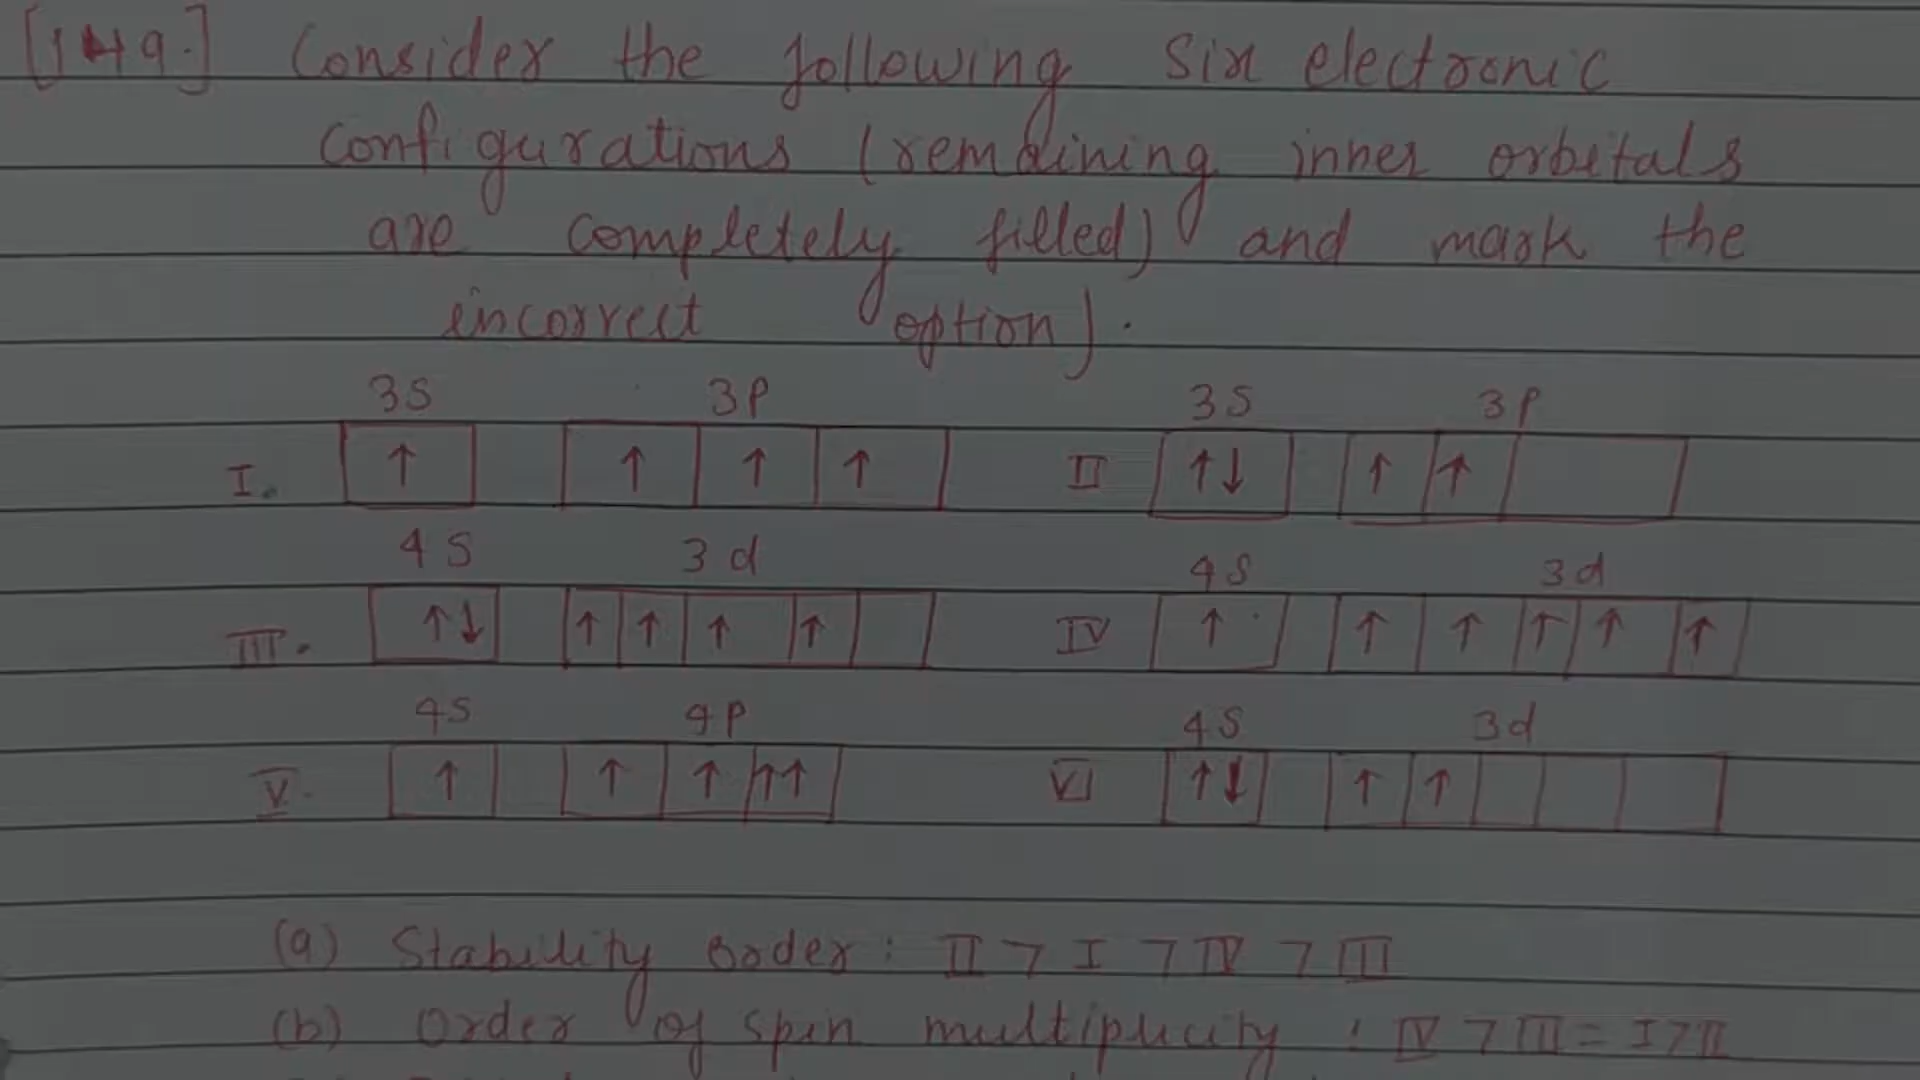 [149.] Consider the following six electronic
configurations (remaining inner orbitals
are completely filled) and mark the
incorrect option).
3s 3p 3s 3p
I. ↑ ↑ ↑ ↑ II ↑↓ ↑ ↑
4s 3d 4s 3d
III. ↑↓ ↑ ↑ ↑ ↑ IV ↑ ↑ ↑ ↑ ↑ ↑
4s 4p 4s 3d
V. ↑ ↑ ↑ ↑↑ VI ↑↓ ↑ ↑
(a) Stability order: II > I > IV > III
(b) Order of spin multiplicity : IV > III = I > II